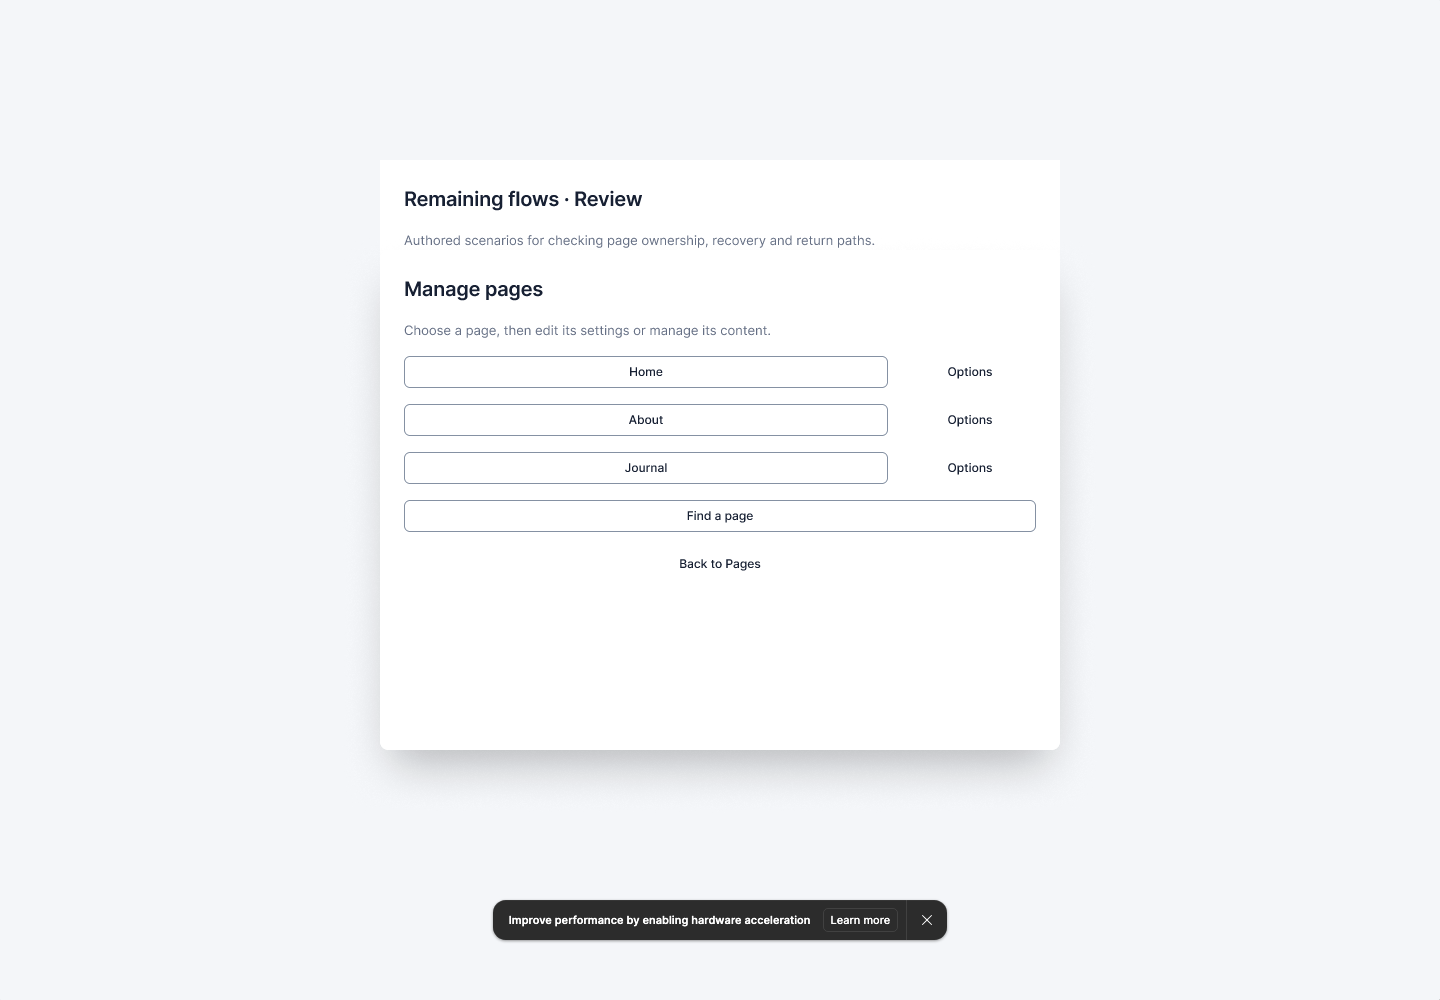 Remaining flows · Review
Authored scenarios for checking page ownership, recovery and return paths.
Manage pages
Choose a page, then edit its settings or manage its content.
Home
Options
About
Options
Journal
Options
Find a page
Back to Pages
Improve performance by enabling hardware acceleration
Learn more